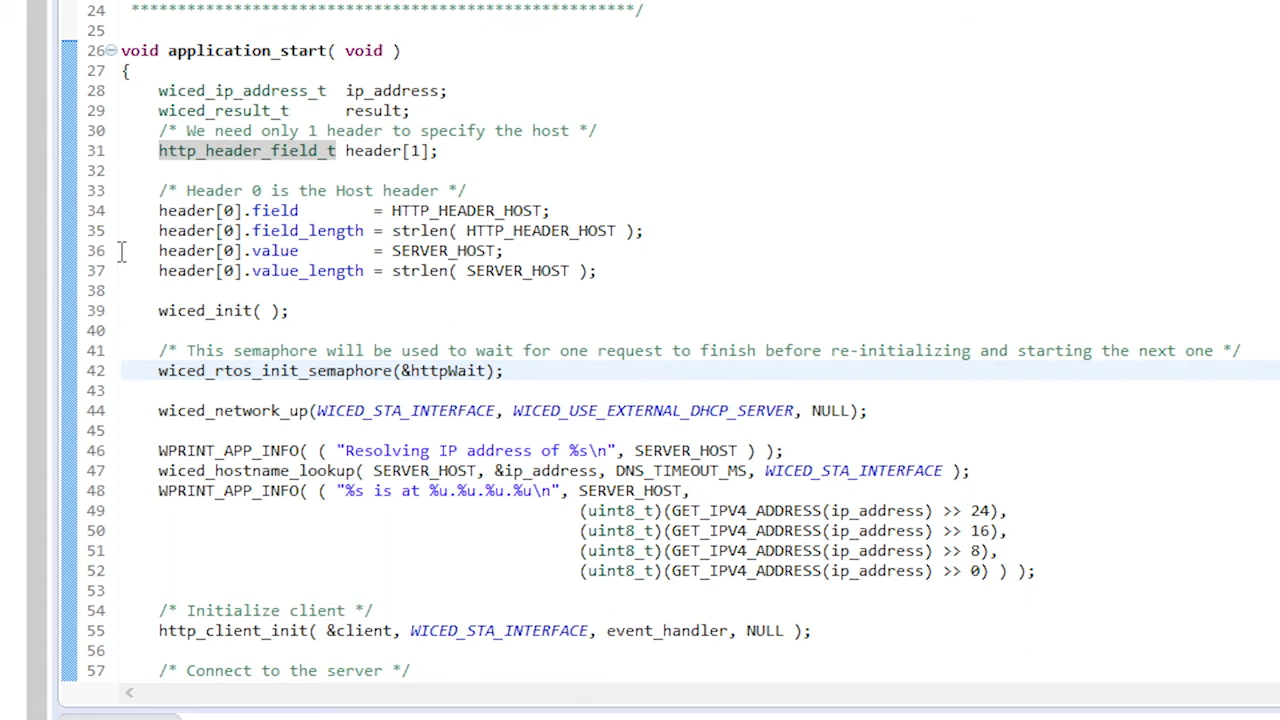 24 ******************************************************/
25
26 void application_start( void )
27 {
28 wiced_ip_address_t ip_address;
29 wiced_result_t result;
30 /* We need only 1 header to specify the host */
31 http_header_field_t header[1];
32
33 /* Header 0 is the Host header */
34 header[0].field = HTTP_HEADER_HOST;
35 header[0].field_length = strlen( HTTP_HEADER_HOST );
36 header[0].value = SERVER_HOST;
37 header[0].value_length = strlen( SERVER_HOST );
38
39 wiced_init( );
40
41 /* This semaphore will be used to wait for one request to finish before re-initializing and starting the next one */
42 wiced_rtos_init_semaphore(&httpWait);
43
44 wiced_network_up(WICED_STA_INTERFACE, WICED_USE_EXTERNAL_DHCP_SERVER, NULL);
45
46 WPRINT_APP_INFO( ( "Resolving IP address of %s\n", SERVER_HOST ) );
47 wiced_hostname_lookup( SERVER_HOST, &ip_address, DNS_TIMEOUT_MS, WICED_STA_INTERFACE );
48 WPRINT_APP_INFO( ( "%s is at %u.%u.%u.%u\n", SERVER_HOST,
49 (uint8_t)(GET_IPV4_ADDRESS(ip_address) >> 24),
50 (uint8_t)(GET_IPV4_ADDRESS(ip_address) >> 16),
51 (uint8_t)(GET_IPV4_ADDRESS(ip_address) >> 8),
52 (uint8_t)(GET_IPV4_ADDRESS(ip_address) >> 0) ) );
53
54 /* Initialize client */
55 http_client_init( &client, WICED_STA_INTERFACE, event_handler, NULL );
56
57 /* Connect to the server */